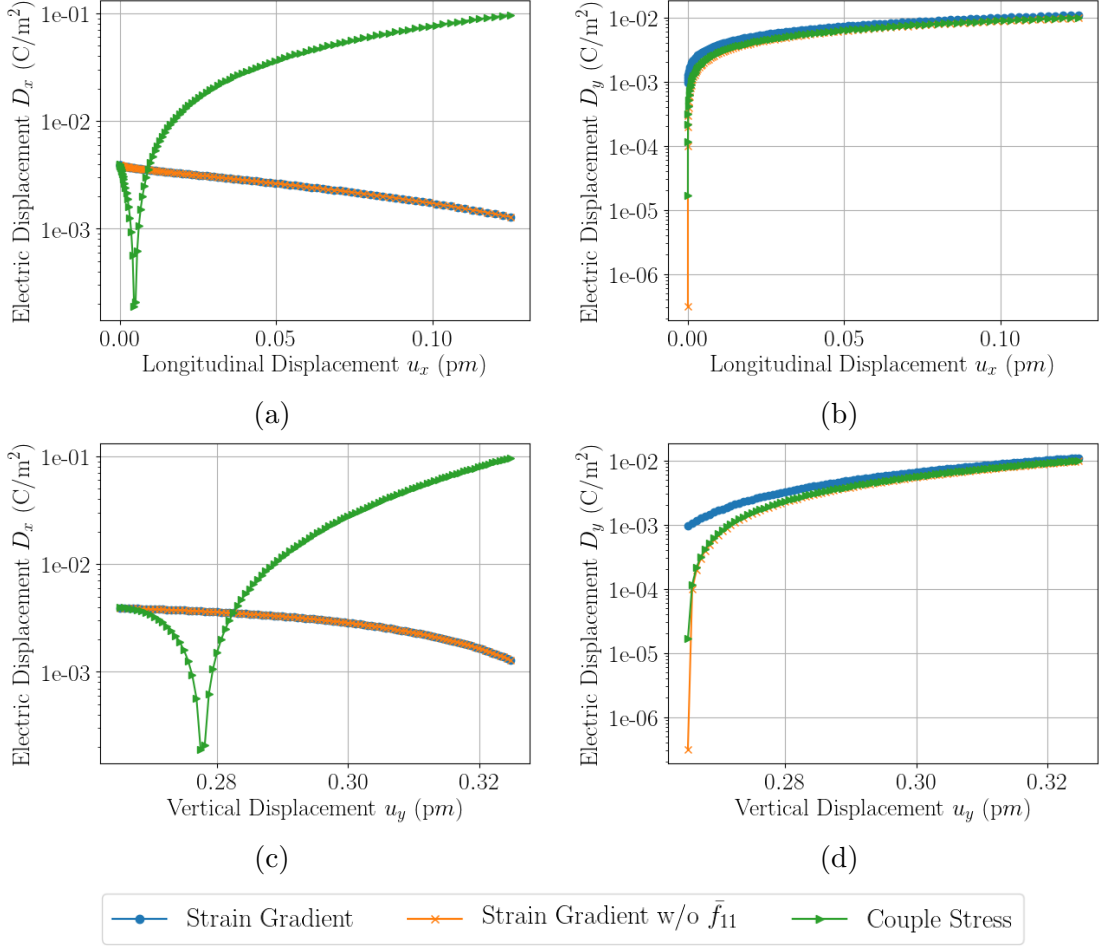 1e-01
1e-02
1e-03
Electric Displacement $D_x$ (C/m$^2$)
0.00 0.05 0.10
Longitudinal Displacement $u_x$ (pm)
(a)
1e-02
1e-03
1e-04
1e-05
1e-06
Electric Displacement $D_y$ (C/m$^2$)
0.00 0.05 0.10
Longitudinal Displacement $u_x$ (pm)
(b)
1e-01
1e-02
1e-03
Electric Displacement $D_x$ (C/m$^2$)
0.28 0.30 0.32
Vertical Displacement $u_y$ (pm)
(c)
1e-02
1e-03
1e-04
1e-05
1e-06
Electric Displacement $D_y$ (C/m$^2$)
0.28 0.30 0.32
Vertical Displacement $u_y$ (pm)
(d)
Strain Gradient Strain Gradient w/o $\bar{f}_{11}$ Couple Stress